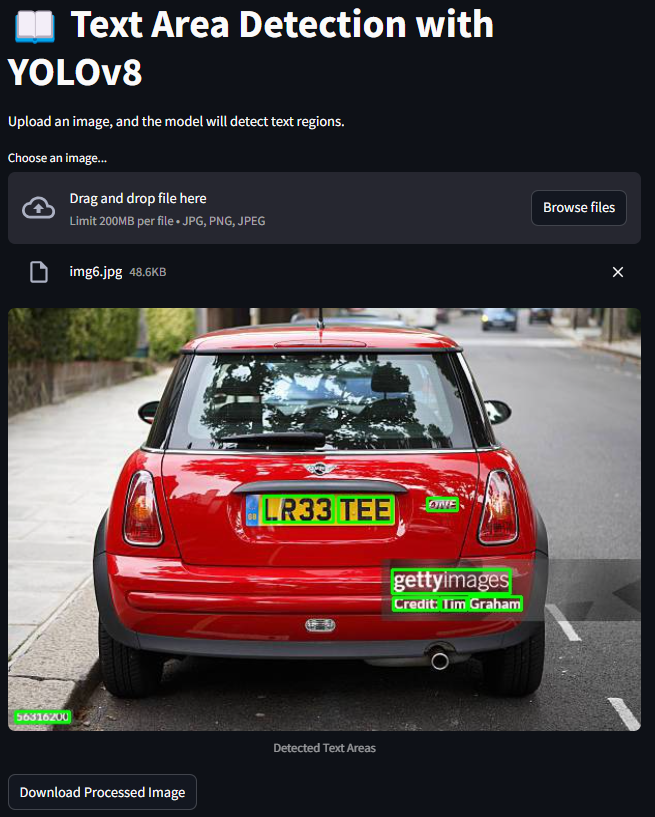 📖 Text Area Detection with
YOLOv8
Upload an image, and the model will detect text regions.
Choose an image...
Drag and drop file here
Limit 200MB per file • JPG, PNG, JPEG
Browse files
img6.jpg 48.6KB
GB
LR33 TEE
ONE
gettyimages
Credit: Tim Graham
56316200
Detected Text Areas
Download Processed Image